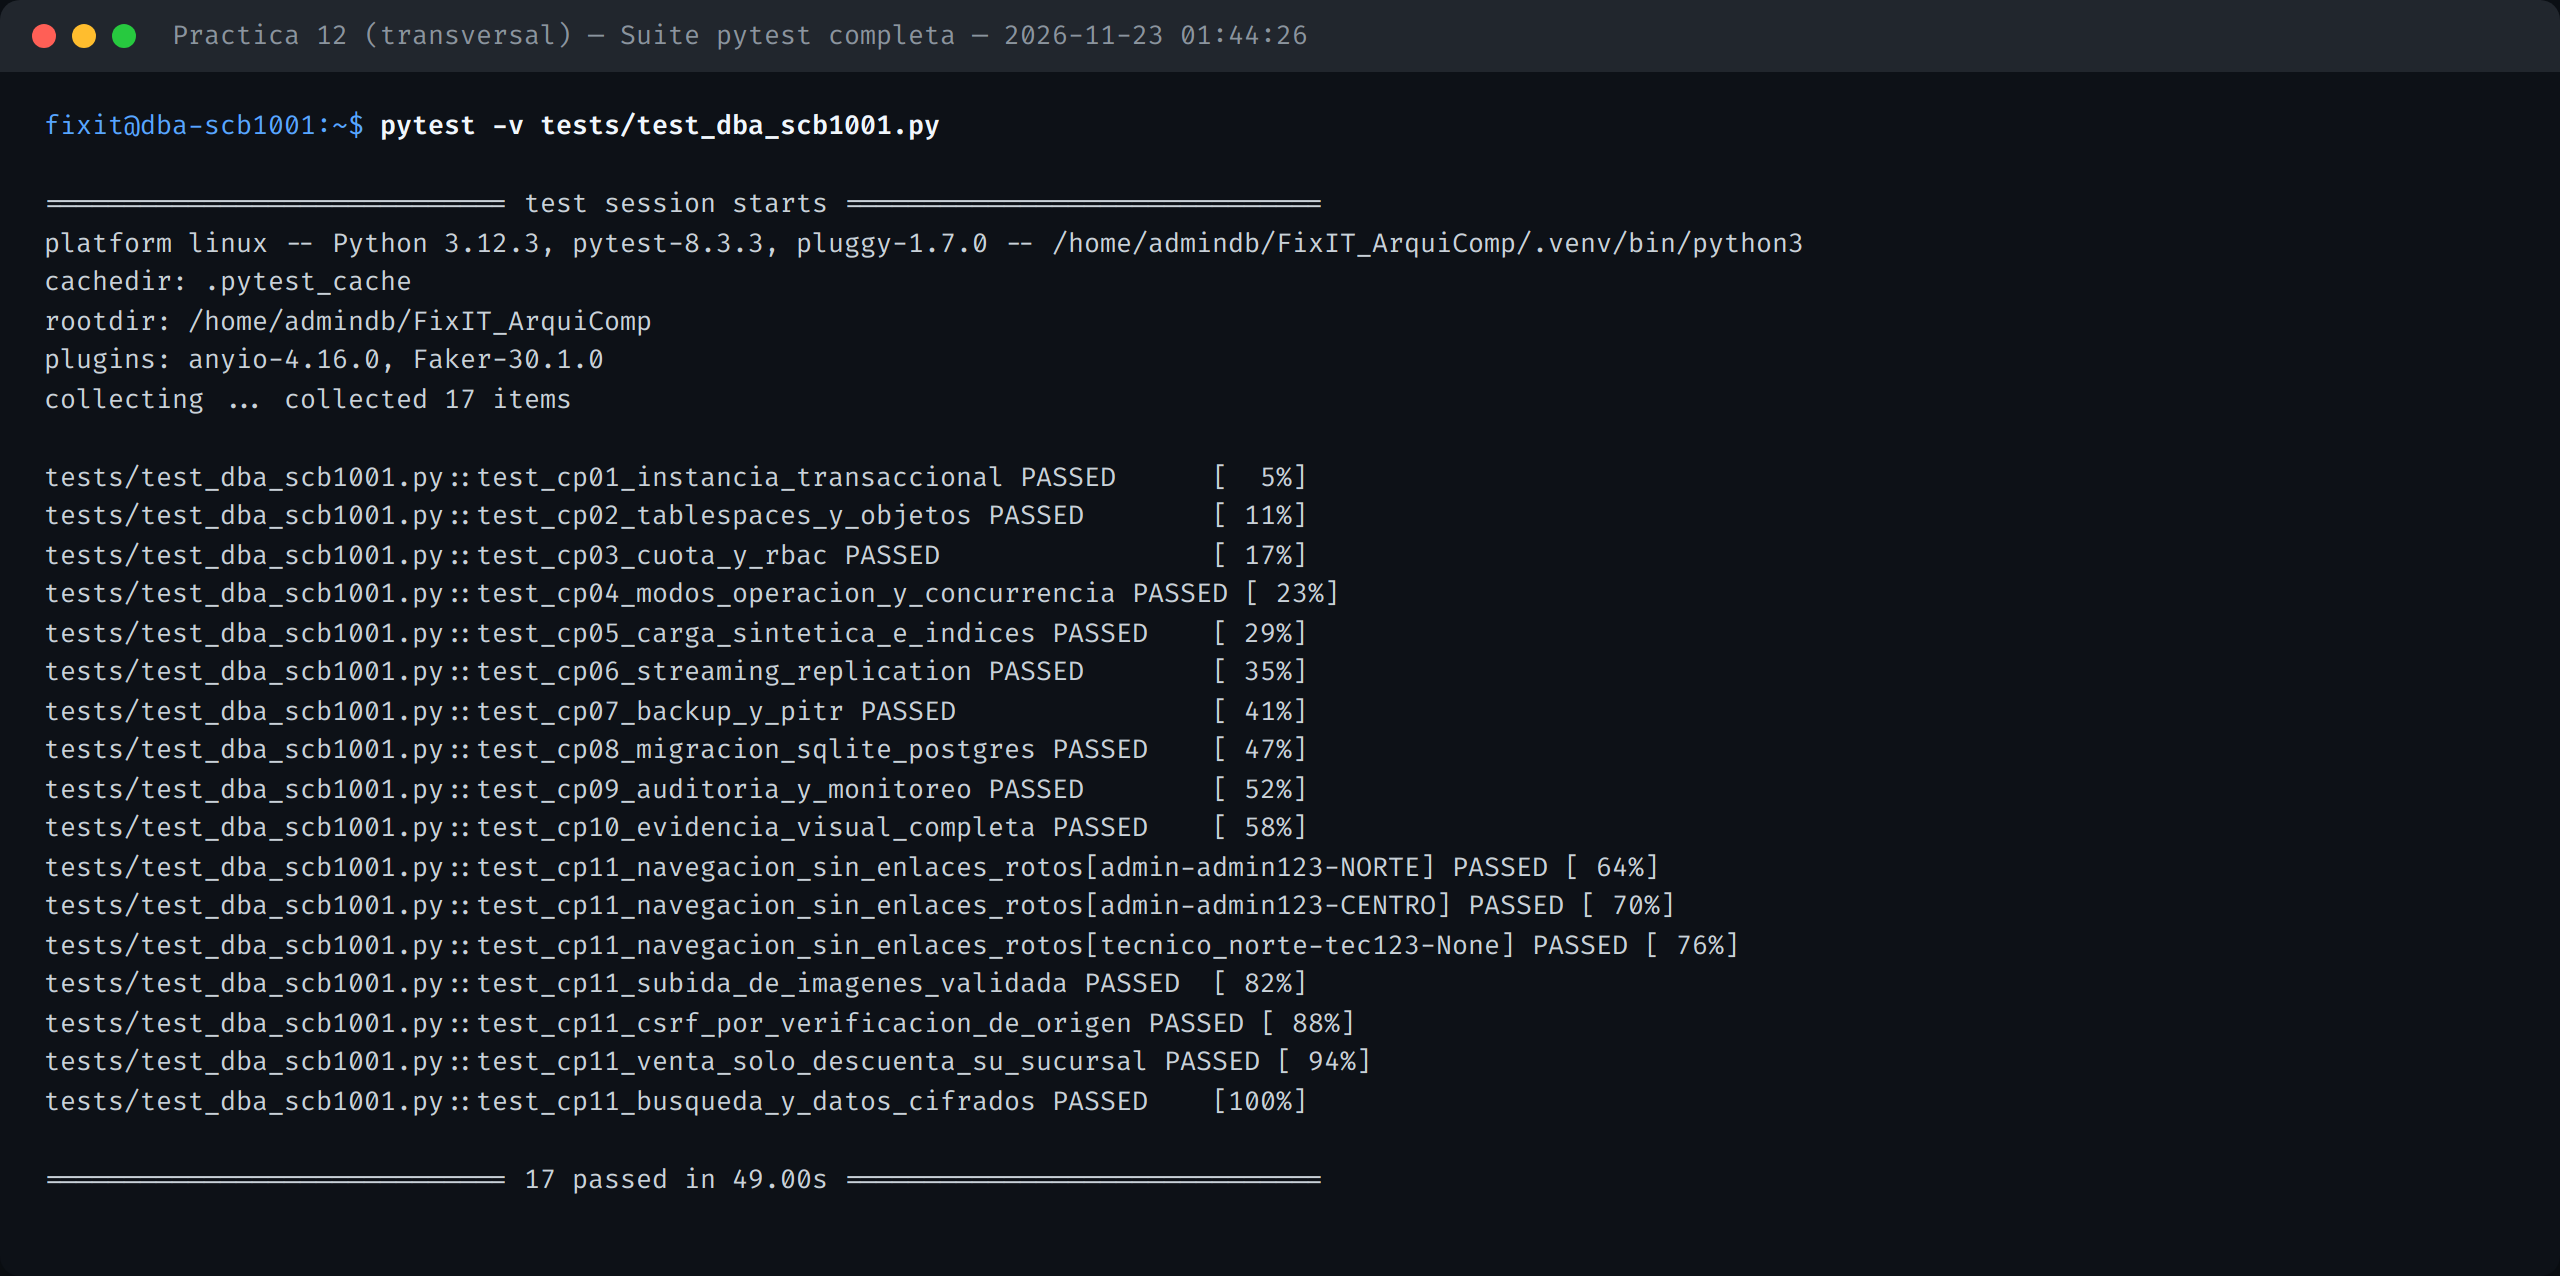 Practica 12 (transversal) — Suite pytest completa — 2026-11-23 01:44:26
fixit@dba-scb1001:~$ pytest -v tests/test_dba_scb1001.py
============================= test session starts ==============================
platform linux -- Python 3.12.3, pytest-8.3.3, pluggy-1.7.0 -- /home/admindb/FixIT_ArquiComp/.venv/bin/python3
cachedir: .pytest_cache
rootdir: /home/admindb/FixIT_ArquiComp
plugins: anyio-4.16.0, Faker-30.1.0
collecting ... collected 17 items
tests/test_dba_scb1001.py::test_cp01_instancia_transaccional PASSED      [  5%]
tests/test_dba_scb1001.py::test_cp02_tablespaces_y_objetos PASSED        [ 11%]
tests/test_dba_scb1001.py::test_cp03_cuota_y_rbac PASSED                 [ 17%]
tests/test_dba_scb1001.py::test_cp04_modos_operacion_y_concurrencia PASSED [ 23%]
tests/test_dba_scb1001.py::test_cp05_carga_sintetica_e_indices PASSED    [ 29%]
tests/test_dba_scb1001.py::test_cp06_streaming_replication PASSED        [ 35%]
tests/test_dba_scb1001.py::test_cp07_backup_y_pitr PASSED                [ 41%]
tests/test_dba_scb1001.py::test_cp08_migracion_sqlite_postgres PASSED    [ 47%]
tests/test_dba_scb1001.py::test_cp09_auditoria_y_monitoreo PASSED        [ 52%]
tests/test_dba_scb1001.py::test_cp10_evidencia_visual_completa PASSED    [ 58%]
tests/test_dba_scb1001.py::test_cp11_navegacion_sin_enlaces_rotos[admin-admin123-NORTE] PASSED [ 64%]
tests/test_dba_scb1001.py::test_cp11_navegacion_sin_enlaces_rotos[admin-admin123-CENTRO] PASSED [ 70%]
tests/test_dba_scb1001.py::test_cp11_navegacion_sin_enlaces_rotos[tecnico_norte-tec123-None] PASSED [ 76%]
tests/test_dba_scb1001.py::test_cp11_subida_de_imagenes_validada PASSED  [ 82%]
tests/test_dba_scb1001.py::test_cp11_csrf_por_verificacion_de_origen PASSED [ 88%]
tests/test_dba_scb1001.py::test_cp11_venta_solo_descuenta_su_sucursal PASSED [ 94%]
tests/test_dba_scb1001.py::test_cp11_busqueda_y_datos_cifrados PASSED    [100%]
============================= 17 passed in 49.00s ==============================